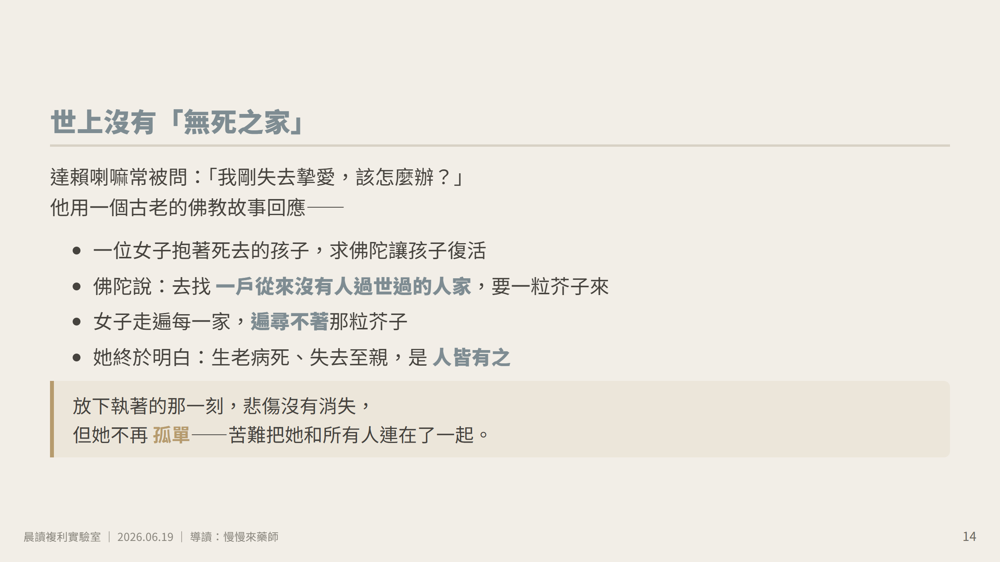 世上沒有「無死之家」
達賴喇嘛常被問：「我剛失去摯愛，該怎麼辦？」
他用一個古老的佛教故事回應——
• 一位女子抱著死去的孩子，求佛陀讓孩子復活
• 佛陀說：去找 一戶從來沒有人過世過的人家，要一粒芥子來
• 女子走遍每一家，遍尋不著那粒芥子
• 她終於明白：生老病死、失去至親，是 人皆有之
放下執著的那一刻，悲傷沒有消失，
但她不再 孤單——苦難把她和所有人連在了一起。
晨讀複利實驗室｜2026.06.19｜導讀：慢慢來藥師
14